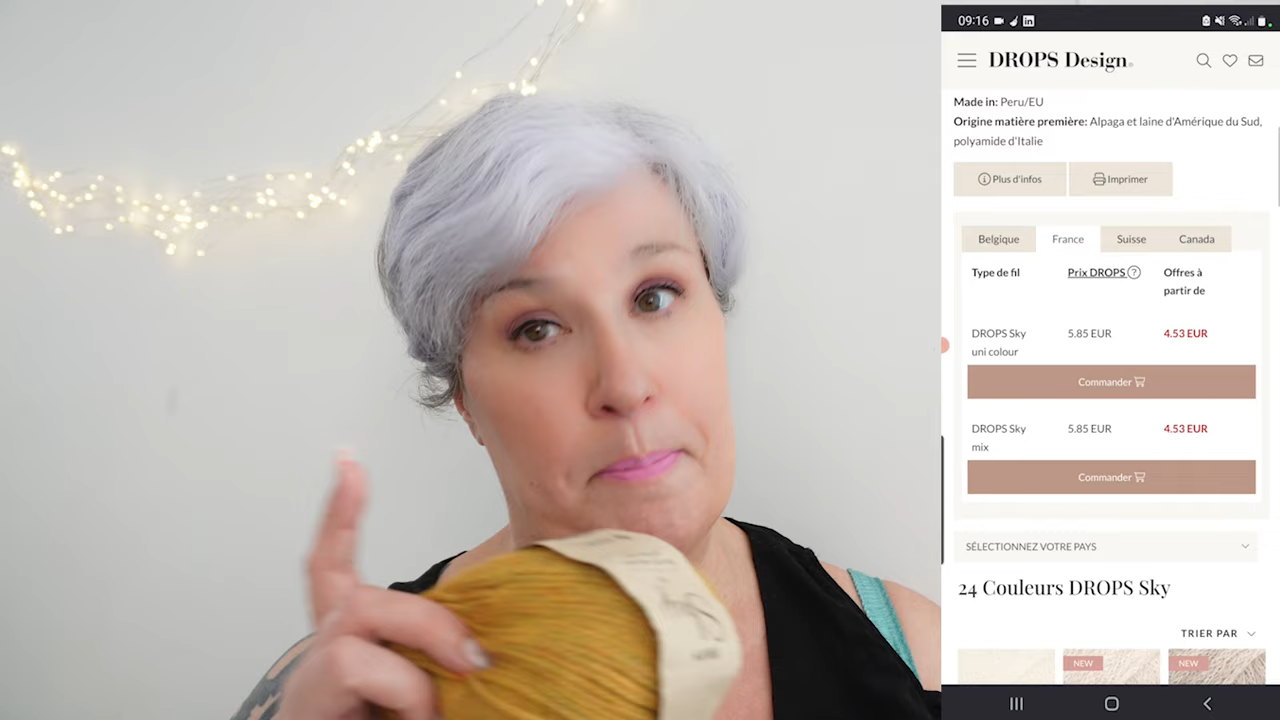 09:16
DROPS Design
Made in: Peru/EU
Origine matière première: Alpaga et laine d'Amérique du Sud,
polyamide d'Italie
Plus d'infos Imprimer
Belgique France Suisse Canada
Type de fil Prix DROPS ? Offres à
partir de
DROPS Sky 5.85 EUR 4.53 EUR
uni colour
Commander
DROPS Sky 5.85 EUR 4.53 EUR
mix
Commander
SÉLECTIONNEZ VOTRE PAYS
24 Couleurs DROPS Sky
TRIER PAR
NEW NEW